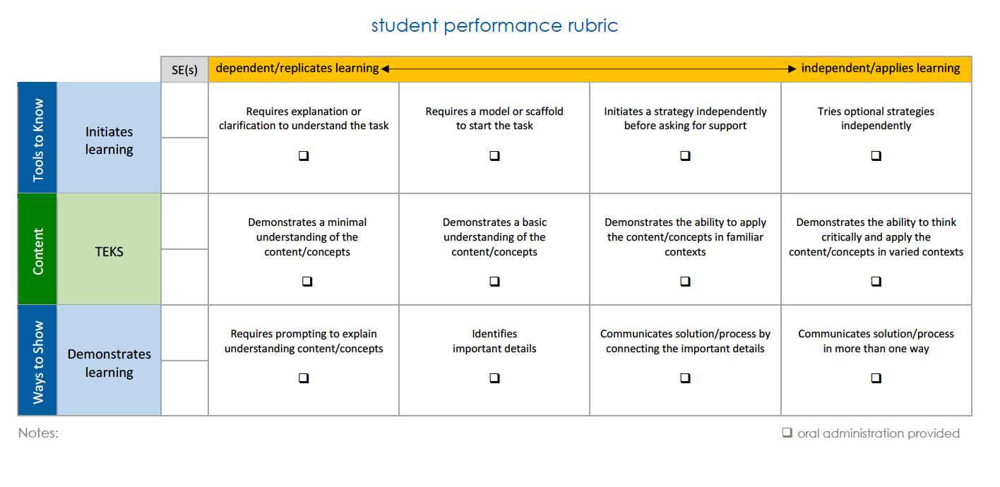 student performance rubric
SE(s)
dependent/replicates learning
independent/applies learning
Tools to Know
Initiates
learning
Requires explanation or
clarification to understand the task
❑
Requires a model or scaffold
to start the task
❑
Initiates a strategy independently
before asking for support
❑
Tries optional strategies
independently
❑
Content
TEKS
Demonstrates a minimal
understanding of the
content/concepts
❑
Demonstrates a basic
understanding of the
content/concepts
❑
Demonstrates the ability to apply
the content/concepts in familiar
contexts
❑
Demonstrates the ability to think
critically and apply the
content/concepts in varied contexts
❑
Ways to Show
Demonstrates
learning
Requires prompting to explain
understanding content/concepts
❑
Identifies
important details
❑
Communicates solution/process by
connecting the important details
❑
Communicates solution/process
in more than one way
❑
Notes:
❑ oral administration provided